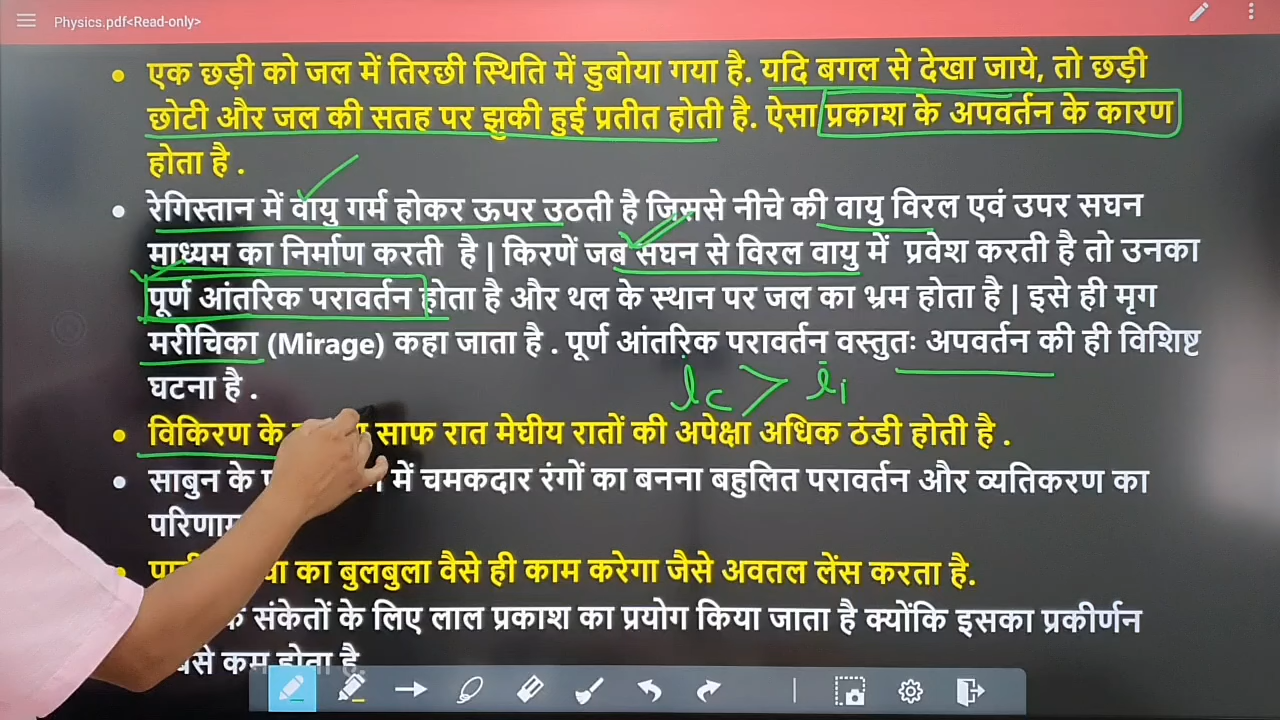 Physics.pdf<Read-only>
एक छड़ी को जल में तिरछी स्थिति में डुबोया गया है. यदि बगल से देखा जाये, तो छड़ी
छोटी और जल की सतह पर झुकी हुई प्रतीत होती है. ऐसा प्रकाश के अपवर्तन के कारण
होता है .
रेगिस्तान में वायु गर्म होकर ऊपर उठती है जिससे नीचे की वायु विरल एवं उपर सघन
माध्यम का निर्माण करती है | किरणें जब सघन से विरल वायु में प्रवेश करती है तो उनका
पूर्ण आंतरिक परावर्तन होता है और थल के स्थान पर जल का भ्रम होता है | इसे ही मृग
मरीचिका (Mirage) कहा जाता है . पूर्ण आंतरिक परावर्तन वस्तुतः अपवर्तन की ही विशिष्ट
घटना है .
ic > ii
विकिरण के साफ रात मेघीय रातों की अपेक्षा अधिक ठंडी होती है .
साबुन के में चमकदार रंगों का बनना बहुलित परावर्तन और व्यतिकरण का
का बुलबुला वैसे ही काम करेगा जैसे अवतल लेंस करता है.
संकेतों के लिए लाल प्रकाश का प्रयोग किया जाता है क्योंकि इसका प्रकीर्णन
कम होता है.